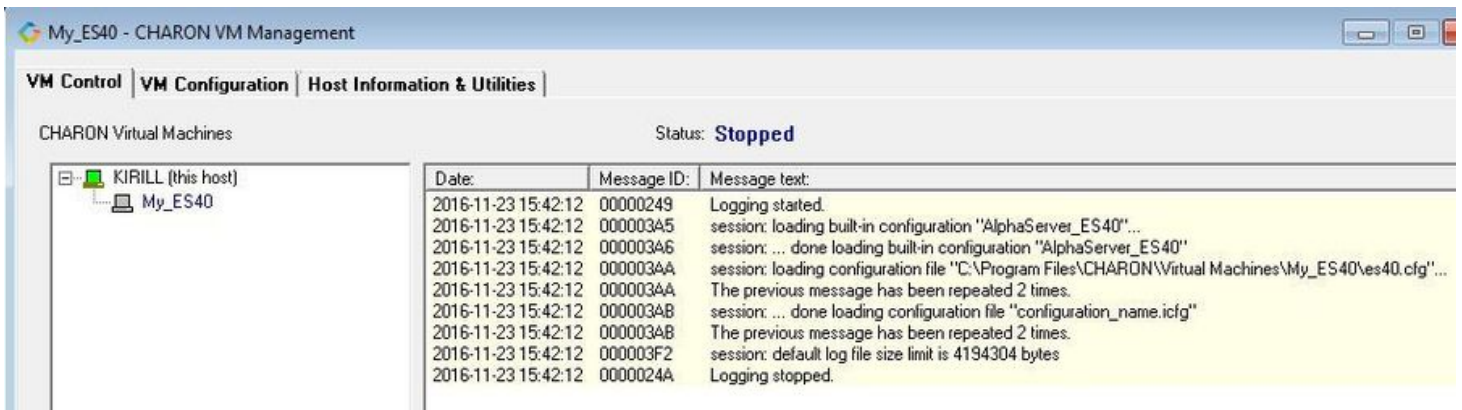 My_ES40 - CHARON VM Management
VM Control VM Configuration Host Information & Utilities
CHARON Virtual Machines Status: Stopped
KIRILL (this host)
My_ES40
Date: Message ID: Message text:
2016-11-23 15:42:12 00000249 Logging started.
2016-11-23 15:42:12 000003A5 session: loading built-in configuration "AlphaServer_ES40"...
2016-11-23 15:42:12 000003A6 session: ... done loading built-in configuration "AlphaServer_ES40"
2016-11-23 15:42:12 000003AA session: loading configuration file "C:\Program Files\CHARON\Virtual Machines\My_ES40\es40.cfg"...
2016-11-23 15:42:12 000003AA The previous message has been repeated 2 times.
2016-11-23 15:42:12 000003AB session: ... done loading configuration file "configuration_name.icfg"
2016-11-23 15:42:12 000003AB The previous message has been repeated 2 times.
2016-11-23 15:42:12 000003F2 session: default log file size limit is 4194304 bytes
2016-11-23 15:42:12 0000024A Logging stopped.